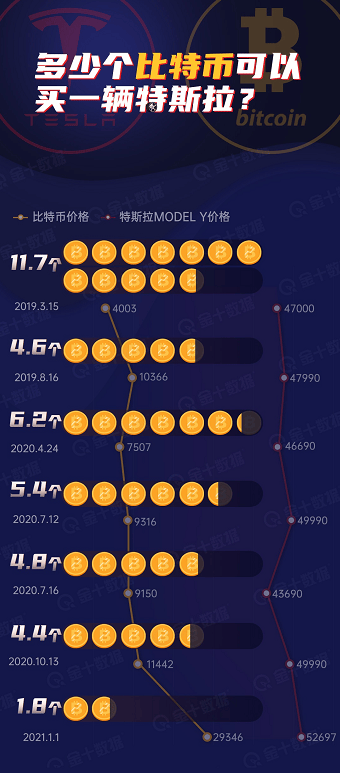 多少个比特币可以
买一辆特斯拉？
TESLA
bitcoin
比特币价格 特斯拉MODEL Y价格
11.7个
2019.3.15 4003 47000
4.6个
2019.8.16 10366 47990
6.2个
2020.4.24 7507 46690
5.4个
2020.7.12 9316 49990
4.8个
2020.7.16 9150 43690
4.4个
2020.10.13 11442 49990
1.8个
2021.1.1 29346 52697
金十数据